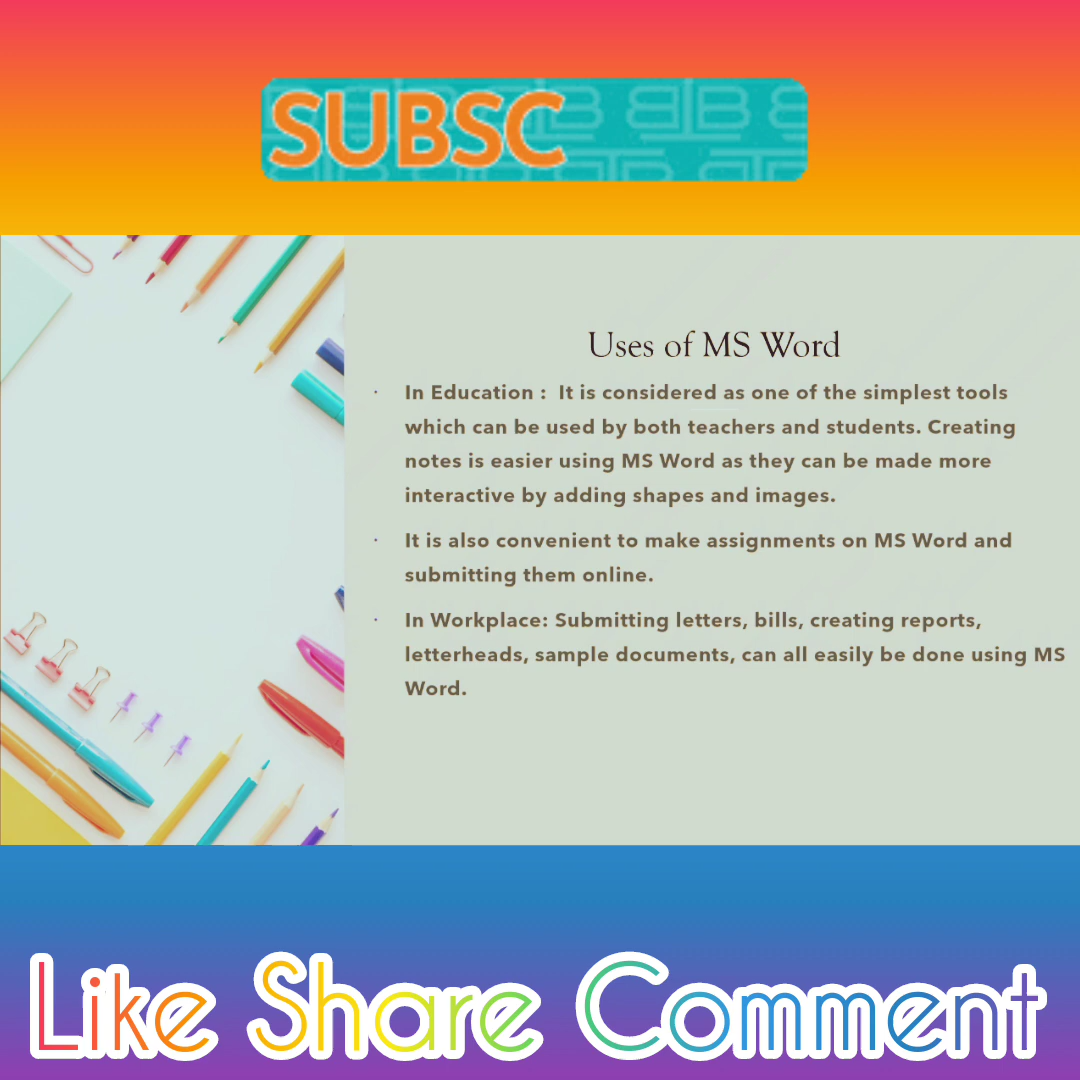 SUBSC
Uses of MS Word
· In Education : It is considered as one of the simplest tools
which can be used by both teachers and students. Creating
notes is easier using MS Word as they can be made more
interactive by adding shapes and images.
· It is also convenient to make assignments on MS Word and
submitting them online.
· In Workplace: Submitting letters, bills, creating reports,
letterheads, sample documents, can all easily be done using MS
Word.
Like Share Comment